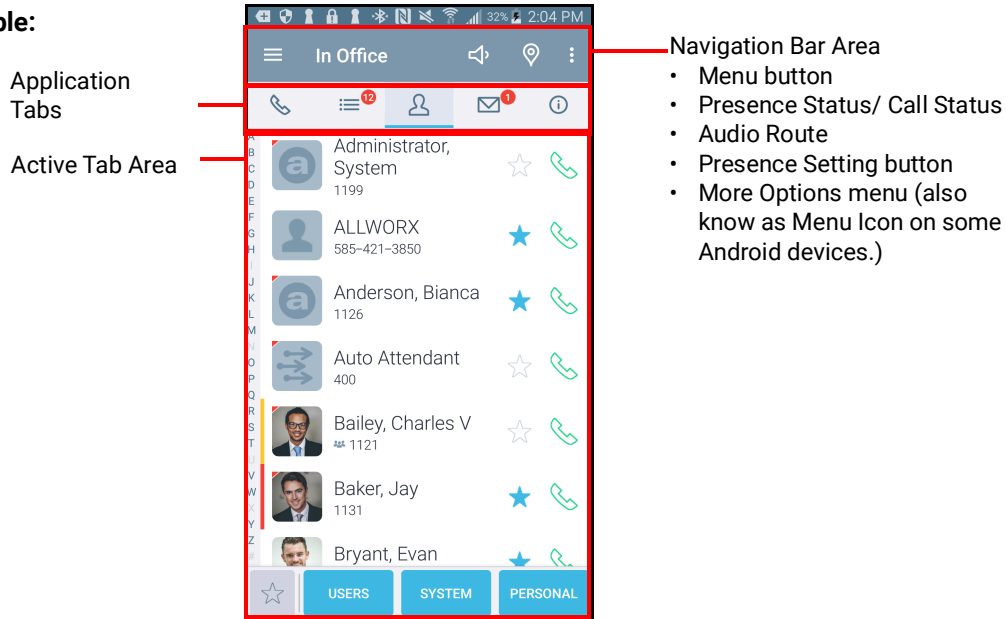 ple:
Application
Tabs
Active Tab Area
32% 2:04 PM
In Office
12
1
A
B
C
D
E
F
G
H
I
J
K
L
M
N
O
P
Q
R
S
T
U
V
W
X
Y
Z
#
Administrator,
System
1199
ALLWORX
585-421-3850
Anderson, Bianca
1126
Auto Attendant
400
Bailey, Charles V
1121
Baker, Jay
1131
Bryant, Evan
USERS SYSTEM PERSONAL
Navigation Bar Area
• Menu button
• Presence Status/ Call Status
• Audio Route
• Presence Setting button
• More Options menu (also
know as Menu Icon on some
Android devices.)